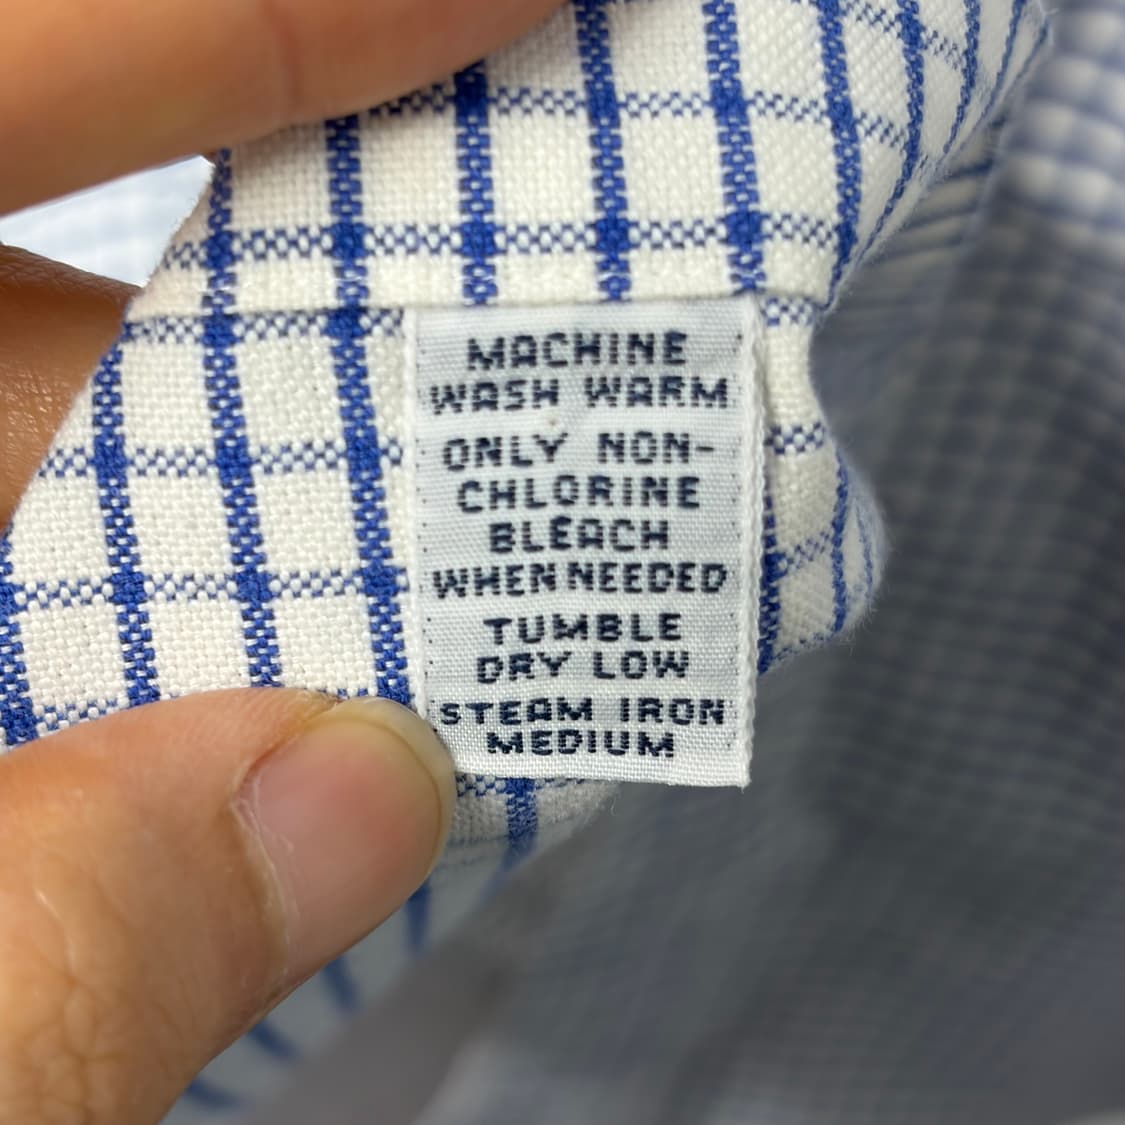 MACHINE
WASH WARM
ONLY NON-
CHLORINE
BLEACH
WHEN NEEDED
TUMBLE
DRY LOW
STEAM IRON
MEDIUM